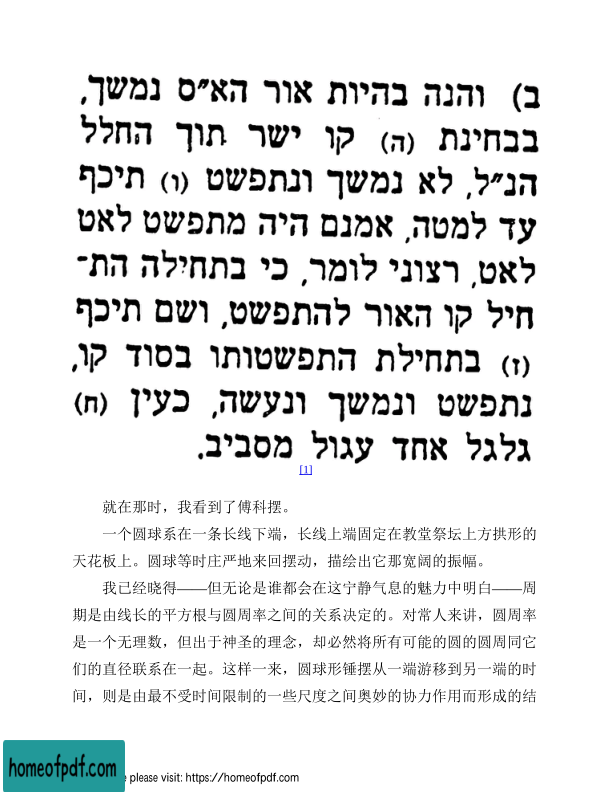 ב) והנה בהיות אור הא״ס נמשך,
בבחינת (ה) קו ישר תוך החלל
הנ״ל, לא נמשך ונתפשט (ו) תיכף
עד למטה, אמנם היה מתפשט לאט
לאט, רצוני לומר, כי בתחילה הת־
חיל קו האור להתפשט, ושם תיכף
(ז) בתחילת התפשטותו בסוד קו,
נתפשט ונמשך ונעשה, כעין (ח)
גלגל אחד עגול מסביב.
[1]
就在那时，我看到了傅科摆。
一个圆球系在一条长线下端，长线上端固定在教堂祭坛上方拱形的
天花板上。圆球等时庄严地来回摆动，描绘出它那宽阔的振幅。
我已经晓得——但无论是谁都会在这宁静气息的魅力中明白——周
期是由线长的平方根与圆周率之间的关系决定的。对常人来讲，圆周率
是一个无理数，但出于神圣的理念，却必然将所有可能的圆的圆周同它
们的直径联系在一起。这样一来，圆球形锤摆从一端游移到另一端的时
间，则是由最不受时间限制的一些尺度之间奥妙的协力作用而形成的结
homeofpdf.com
e please visit: https://homeofpdf.com